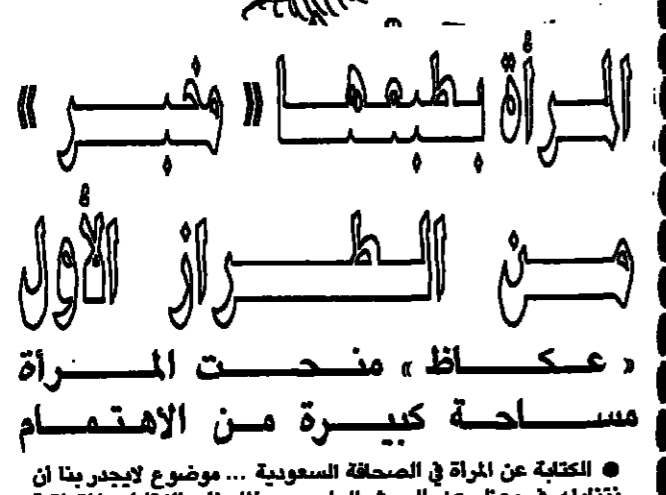 المرأة بطبعها « مخبر »
من الطراز الأول
« عكاظ » منحت المرأة
مساحة كبيرة من الاهتمام
● الكتابة عن المرأة في الصحافة السعودية ... موضوع لايجدر بنا ان